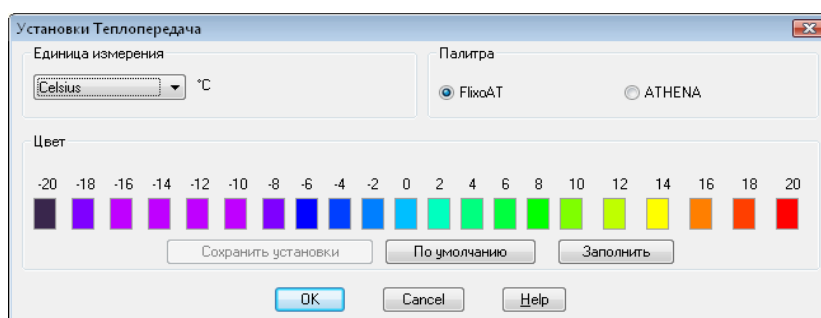 Установки Теплопередача
Единица измерения
Палитра
Celsius
°C
FlixoAT
ATHENA
Цвет
-20 -18 -16 -14 -12 -10 -8 -6 -4 -2 0 2 4 6 8 10 12 14 16 18 20
Сохранить установки
По умолчанию
Заполнить
OK
Cancel
Help